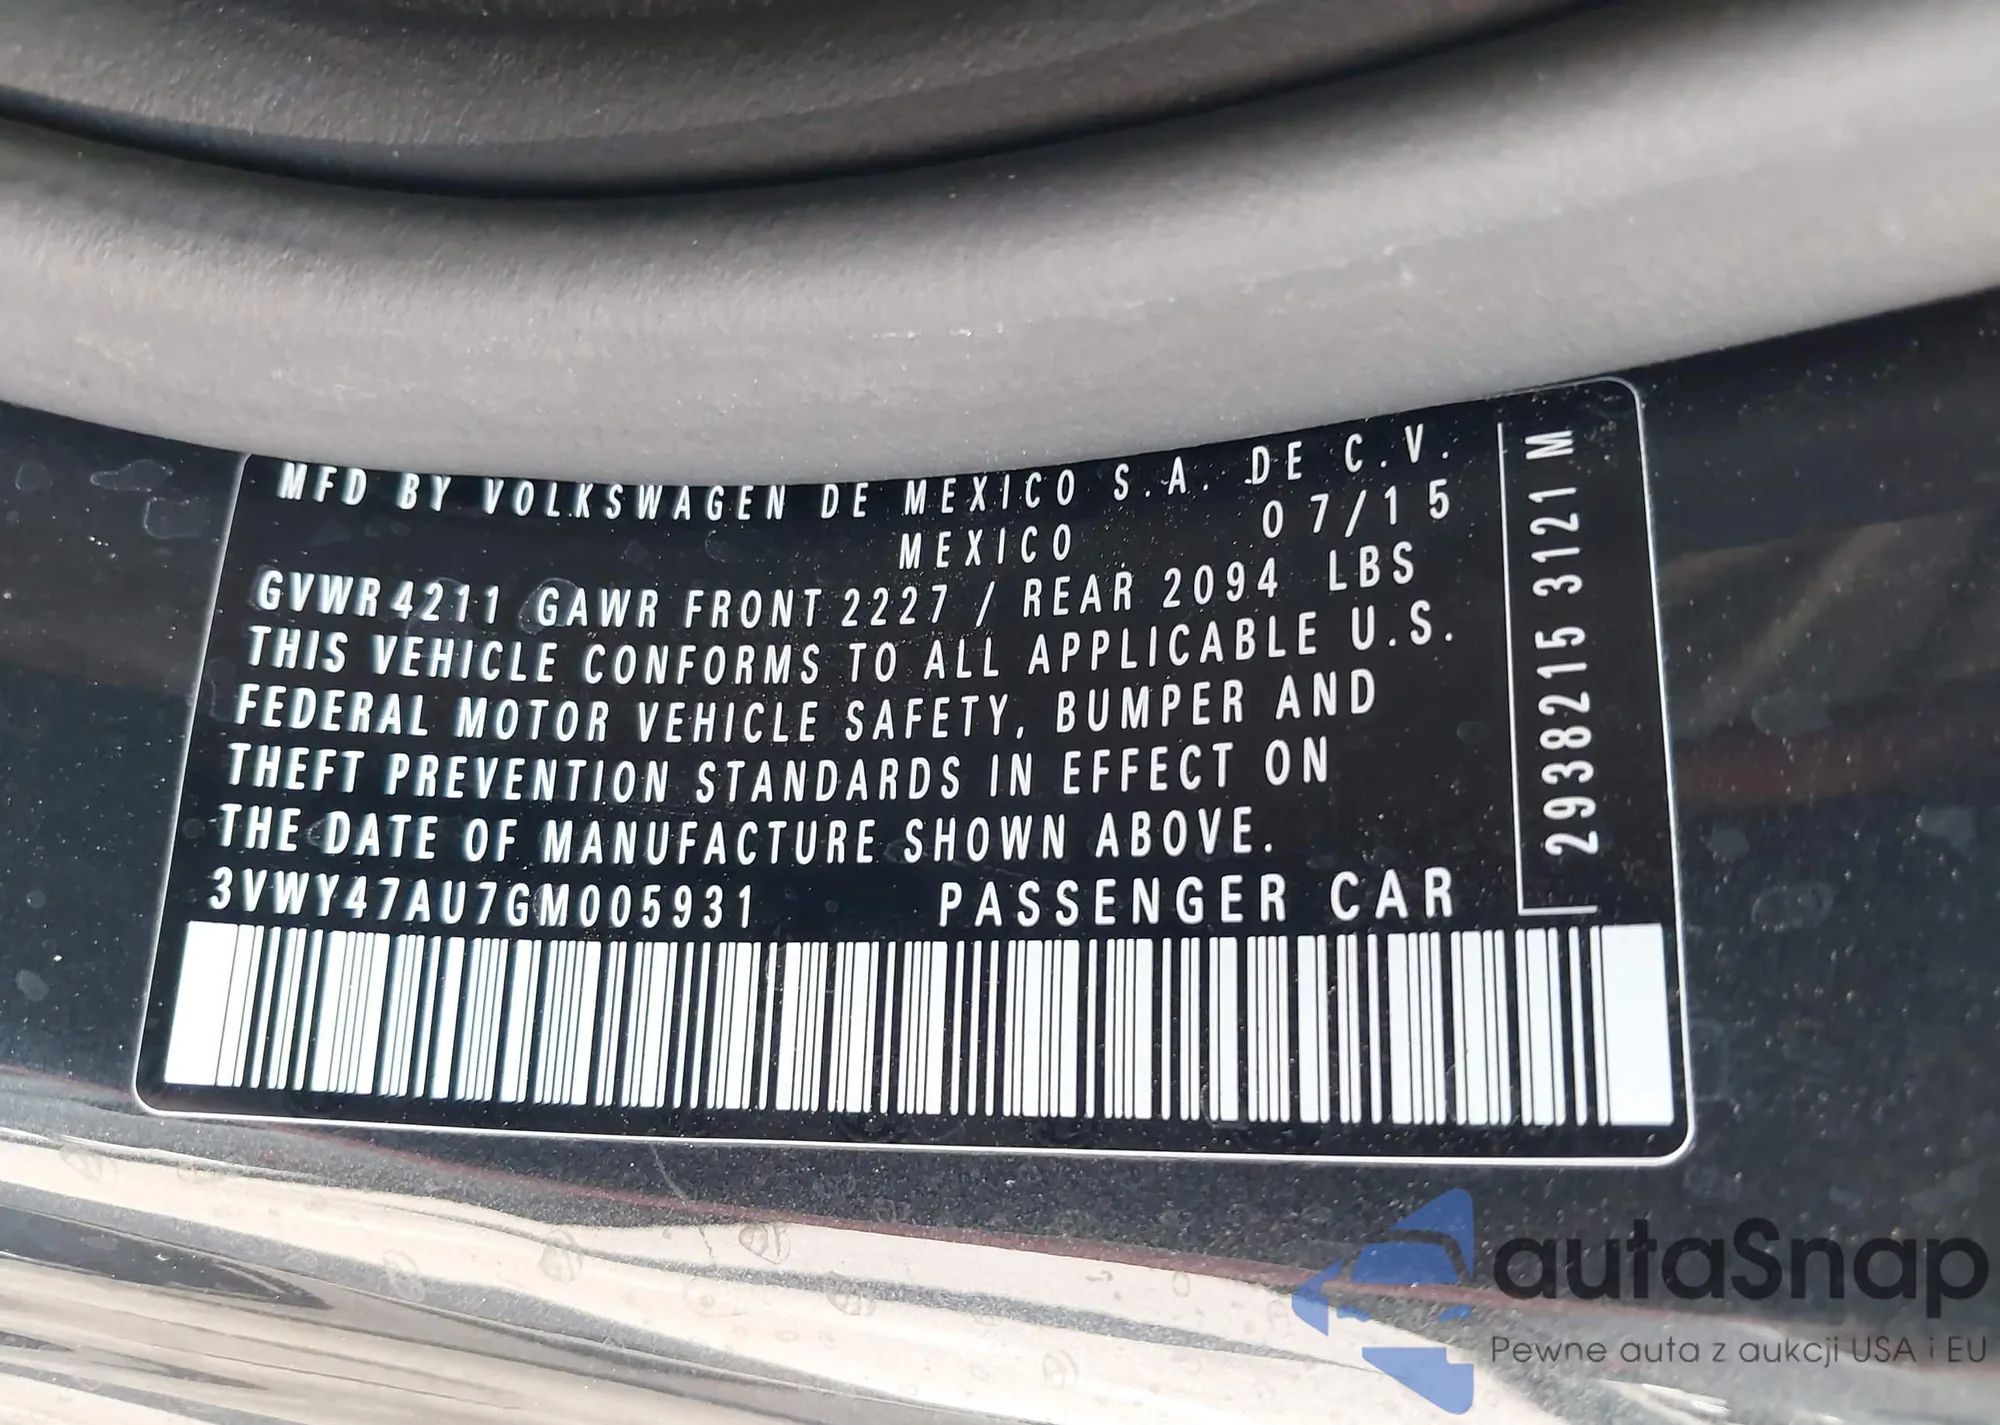 MFD BY VOLKSWAGEN DE MEXICO S.A. DE C.V.
MEXICO 07/15
GVWR 4211 GAWR FRONT 2227 / REAR 2094 LBS
THIS VEHICLE CONFORMS TO ALL APPLICABLE U.S.
FEDERAL MOTOR VEHICLE SAFETY, BUMPER AND
THEFT PREVENTION STANDARDS IN EFFECT ON
THE DATE OF MANUFACTURE SHOWN ABOVE.
3VWY47AU7GM005931 PASSENGER CAR
2938215 3121 M
autaSnap
Pewne auta z aukcji USA i EU